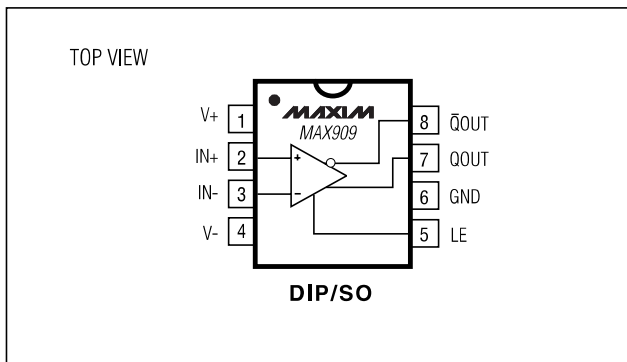 TOP VIEW
MAXIM
MAX909
V+ 1
IN+ 2
IN- 3
V- 4
+
−
8 Q̅OUT
7 QOUT
6 GND
5 LE
DIP/SO